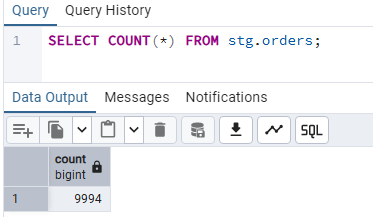 Query Query History
1 SELECT COUNT(*) FROM stg.orders;
Data Output Messages Notifications
SQL
count
bigint
1 9994